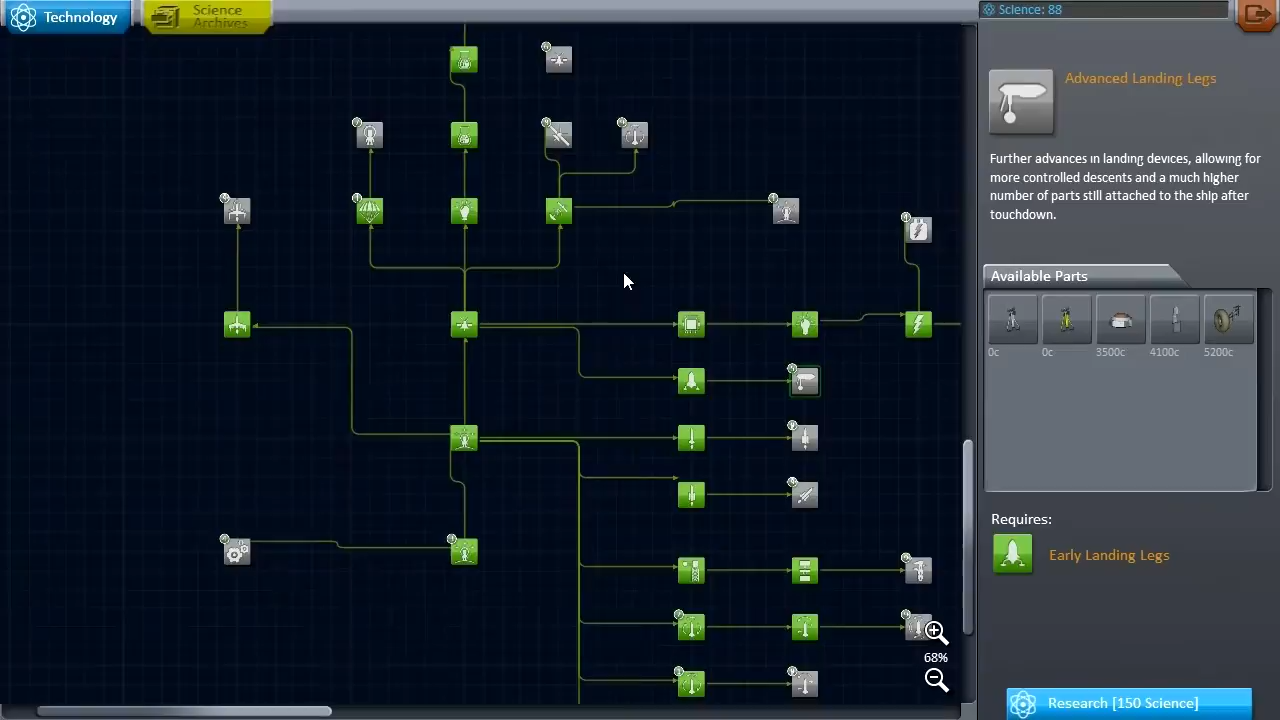 Technology
Science
Archives
Science: 88
Advanced Landing Legs
Further advances in landing devices, allowing for
more controlled descents and a much higher
number of parts still attached to the ship after
touchdown.
Available Parts
0c 0c 3500c 4100c 5200c
Requires:
Early Landing Legs
68%
Research [150 Science]